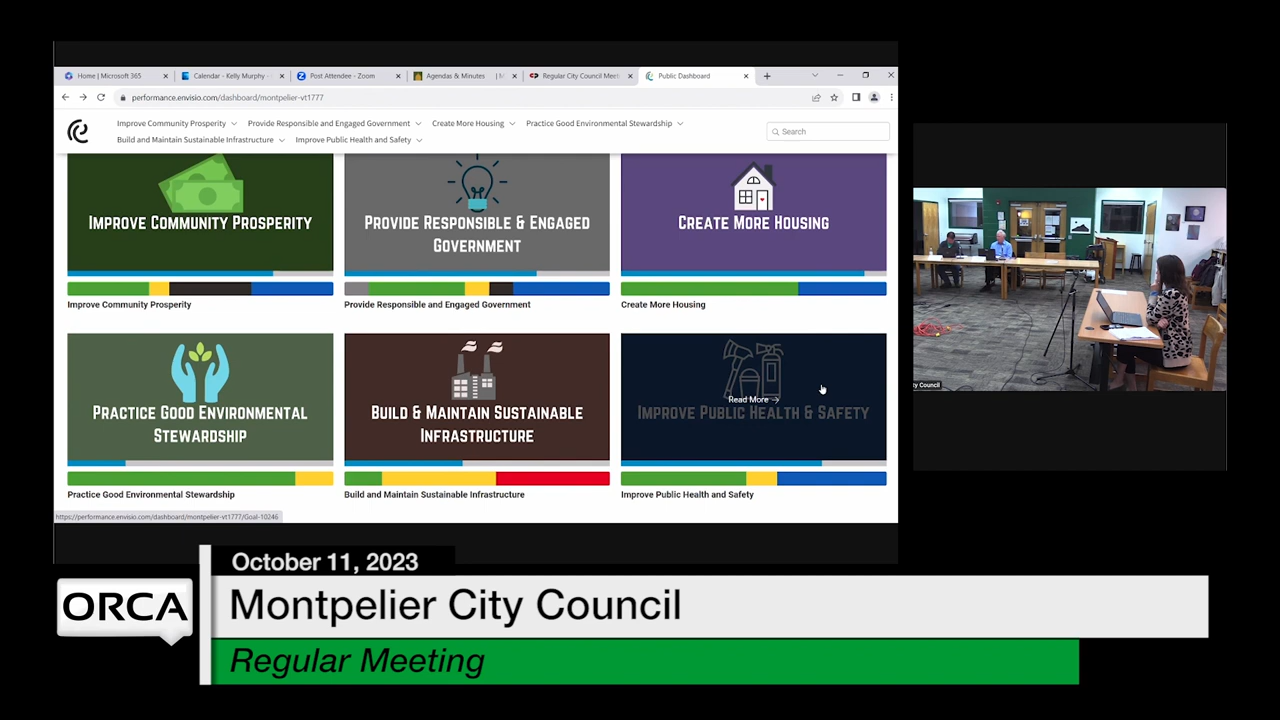 Home | Microsoft 365
Calendar - Kelly Murphy -
Post Attendee - Zoom
Agendas & Minutes
Regular City Council Meeti
Public Dashboard
performance.envisio.com/dashboard/montpelier-vt1777
Improve Community Prosperity
Provide Responsible and Engaged Government
Create More Housing
Practice Good Environmental Stewardship
Build and Maintain Sustainable Infrastructure
Improve Public Health and Safety
Search
IMPROVE COMMUNITY PROSPERITY
Improve Community Prosperity
PROVIDE RESPONSIBLE & ENGAGED
GOVERNMENT
Provide Responsible and Engaged Government
CREATE MORE HOUSING
Create More Housing
PRACTICE GOOD ENVIRONMENTAL
STEWARDSHIP
Practice Good Environmental Stewardship
BUILD & MAINTAIN SUSTAINABLE
INFRASTRUCTURE
Build and Maintain Sustainable Infrastructure
Read More →
IMPROVE PUBLIC HEALTH & SAFETY
Improve Public Health and Safety
https://performance.envisio.com/dashboard/montpelier-vt1777/Goal-10246
ty Council
October 11, 2023
ORCA
Montpelier City Council
Regular Meeting